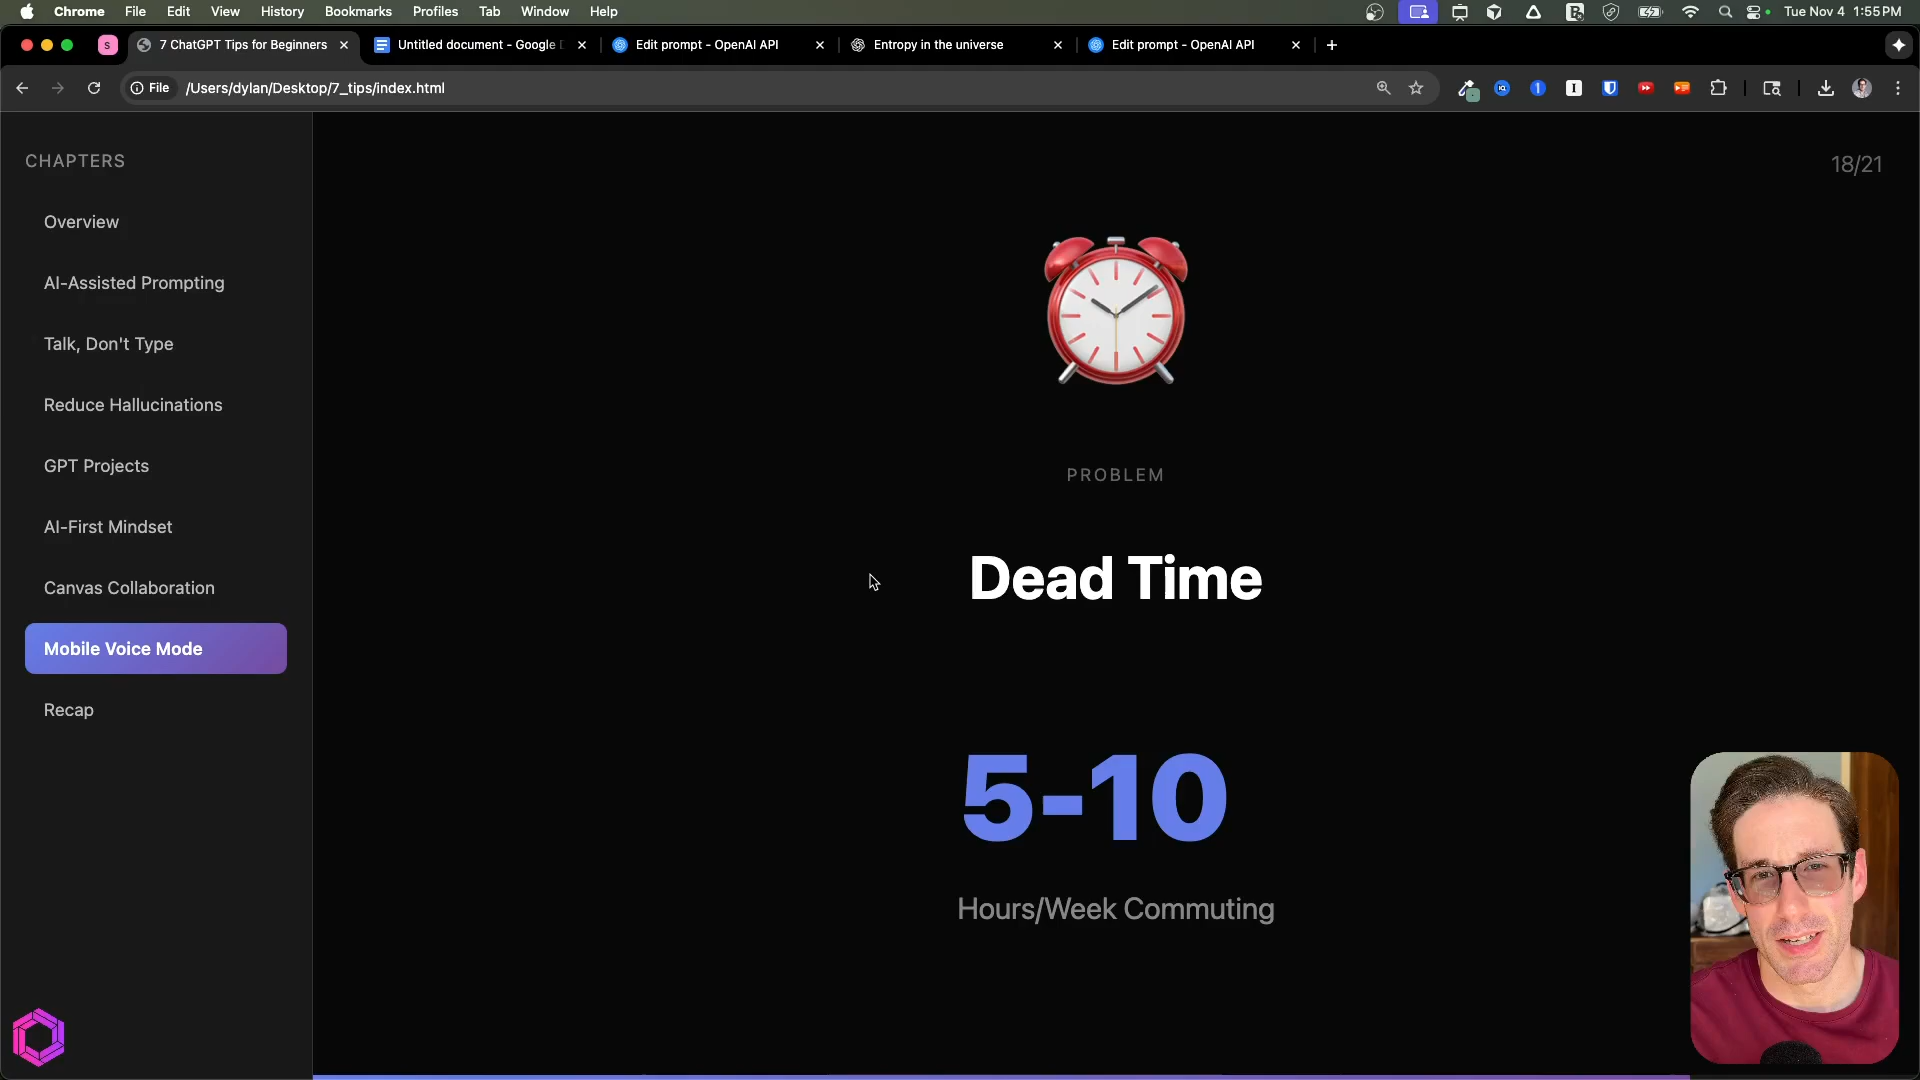 Chrome File Edit View History Bookmarks Profiles Tab Window Help Tue Nov 4 1:55 PM
s 7 ChatGPT Tips for Beginners Untitled document - Google Edit prompt - OpenAI API Entropy in the universe Edit prompt - OpenAI API
File /Users/dylan/Desktop/7_tips/index.html
CHAPTERS
18/21
Overview
AI-Assisted Prompting
Talk, Don't Type
Reduce Hallucinations
GPT Projects
AI-First Mindset
Canvas Collaboration
Mobile Voice Mode
Recap
PROBLEM
Dead Time
5-10
Hours/Week Commuting